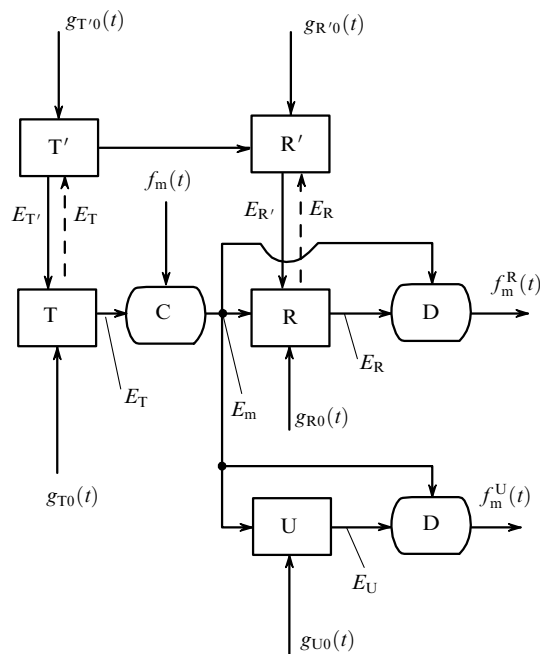 g_{T′0}(t)
g_{R′0}(t)
T′
R′
f_m(t)
E_{T′}
E_T
E_{R′}
E_R
f_m^R(t)
T
C
R
D
E_T
E_m
E_R
g_{R0}(t)
g_{T0}(t)
f_m^U(t)
U
D
E_U
g_{U0}(t)